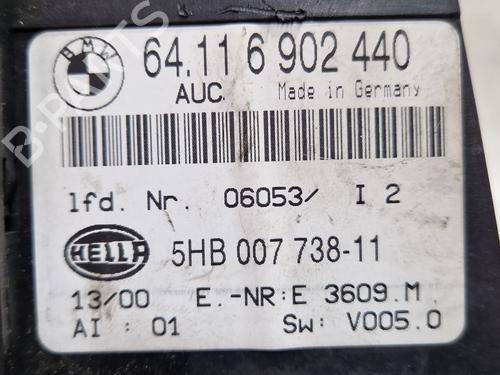 BMW
64.11 6 902 440
AUC. Made in Germany
lfd. Nr. 06053/ I 2
HELLA 5HB 007 738-11
13/00 E.-NR:E 3609.M
AI : 01 Sw: V005.0
B-PARTS